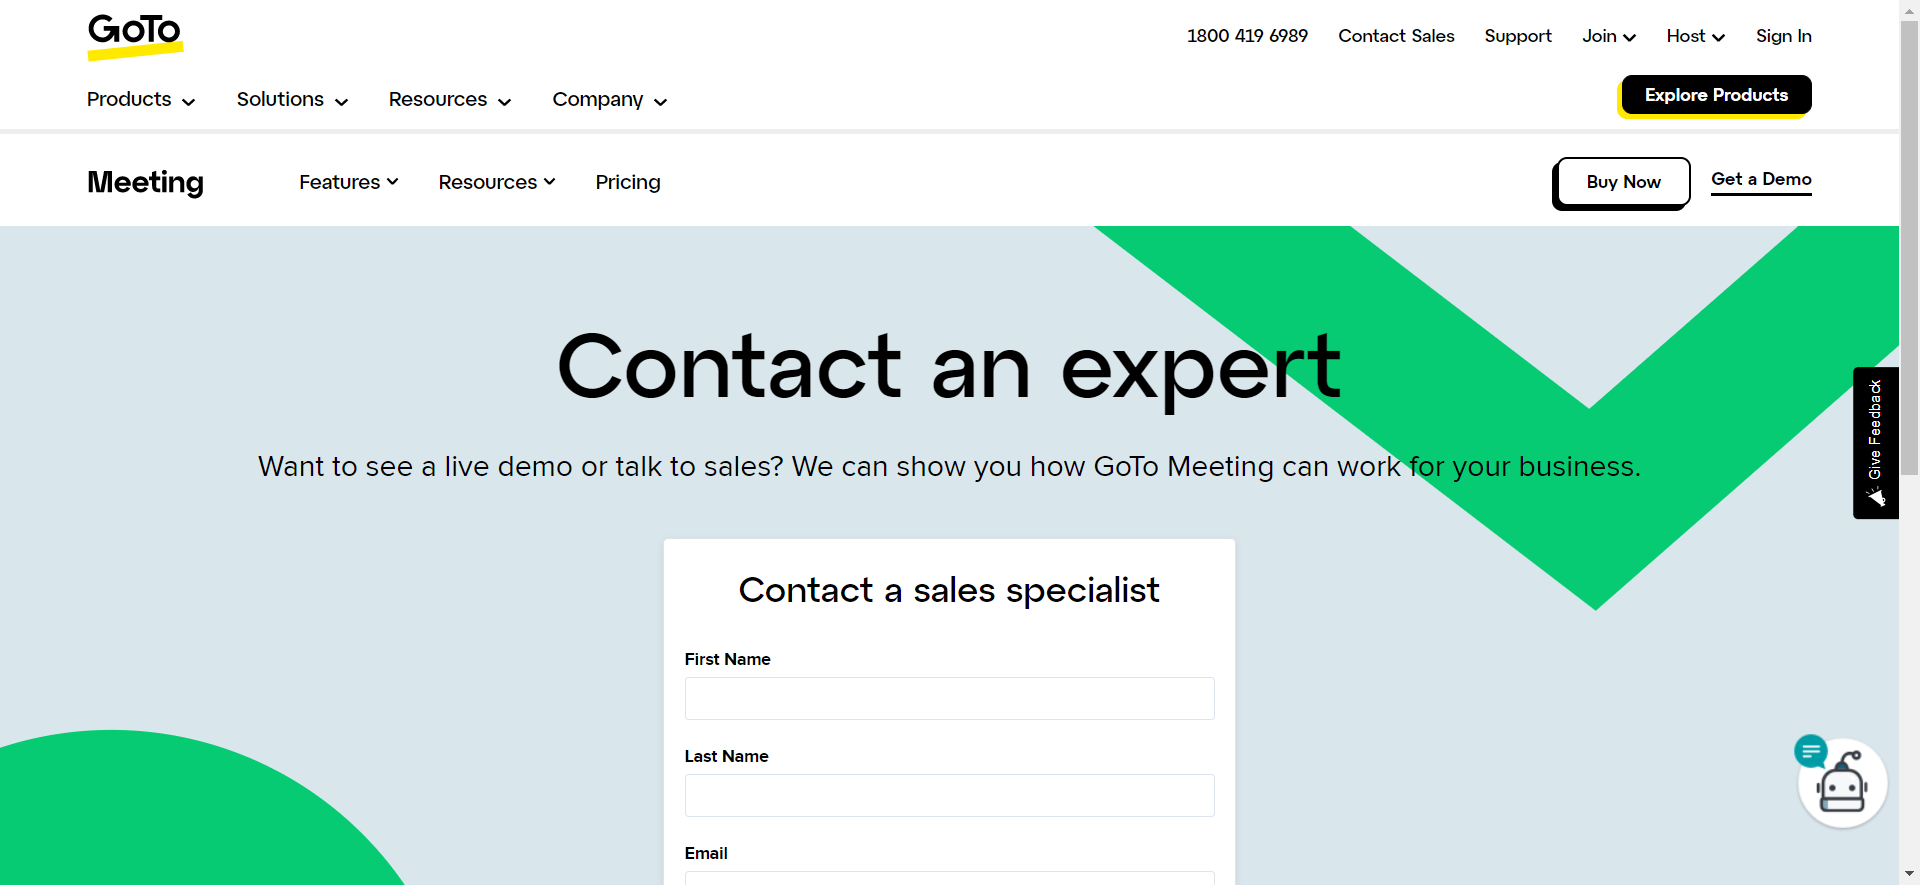 GoTo
1800 419 6989 Contact Sales Support Join Host Sign In
Products Solutions Resources Company
Explore Products
Meeting Features Resources Pricing
Buy Now Get a Demo
Contact an expert
Want to see a live demo or talk to sales? We can show you how GoTo Meeting can work for your business.
Give Feedback
Contact a sales specialist
First Name
Last Name
Email